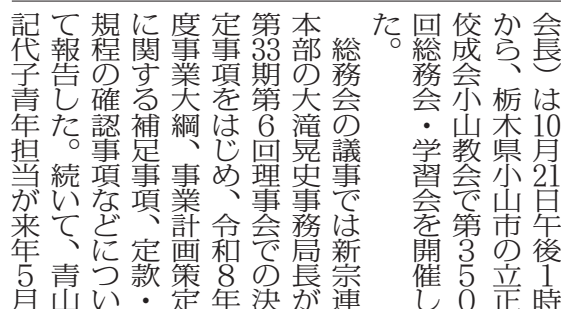 会長）は10月21日午後1時
から、栃木県小山市の立正
佼成会小山教会で第３５０
回総務会・学習会を開催し
た。
　総務会の議事では新宗連
本部の大滝晃史事務局長が
第33期第６回理事会での決
定事項をはじめ、令和８年
度事業大綱、事業計画策定
に関する補足事項、定款・
規程の確認事項などについ
て報告した。続いて、青山
記代子青年担当が来年５月